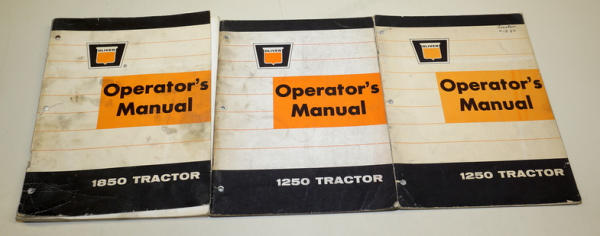 OLIVER
Operator's
Manual
1850 TRACTOR
OLIVER
Operator's
Manual
1250 TRACTOR
OLIVER
Operator's
Manual
1250 TRACTOR